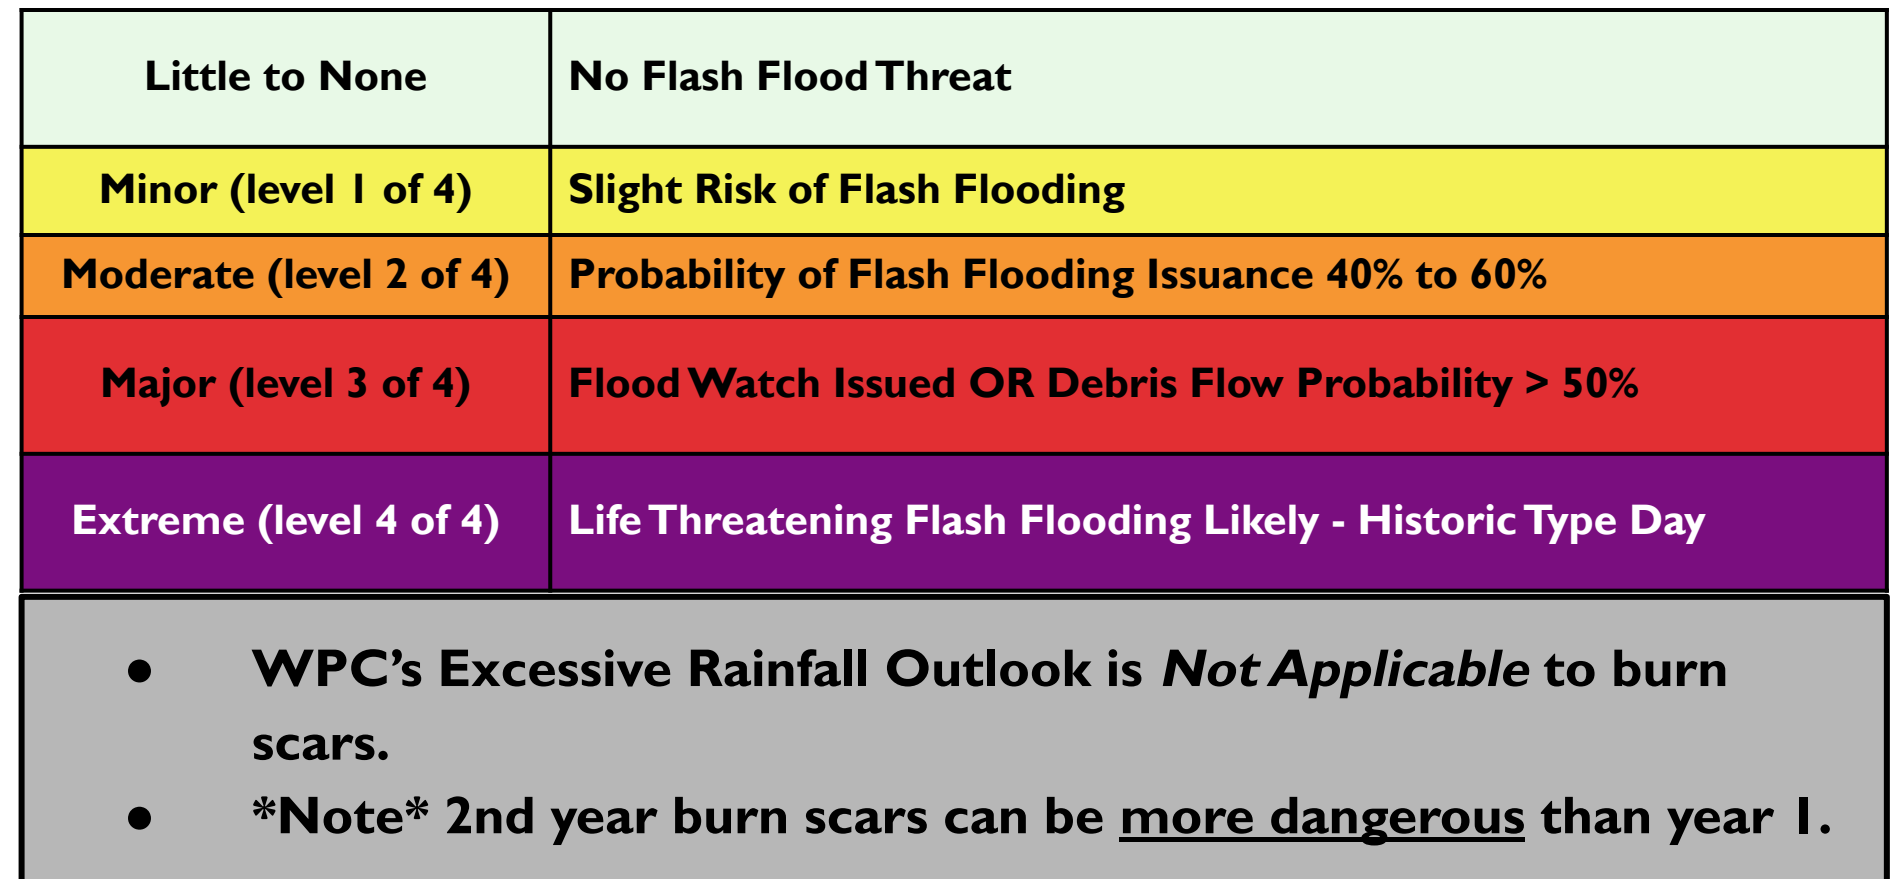 Little to None
No Flash Flood Threat
Minor (level 1 of 4)
Slight Risk of Flash Flooding
Moderate (level 2 of 4)
Probability of Flash Flooding Issuance 40% to 60%
Major (level 3 of 4)
Flood Watch Issued OR Debris Flow Probability > 50%
Extreme (level 4 of 4)
Life Threatening Flash Flooding Likely - Historic Type Day
● WPC’s Excessive Rainfall Outlook is Not Applicable to burn
scars.
● *Note* 2nd year burn scars can be more dangerous than year 1.